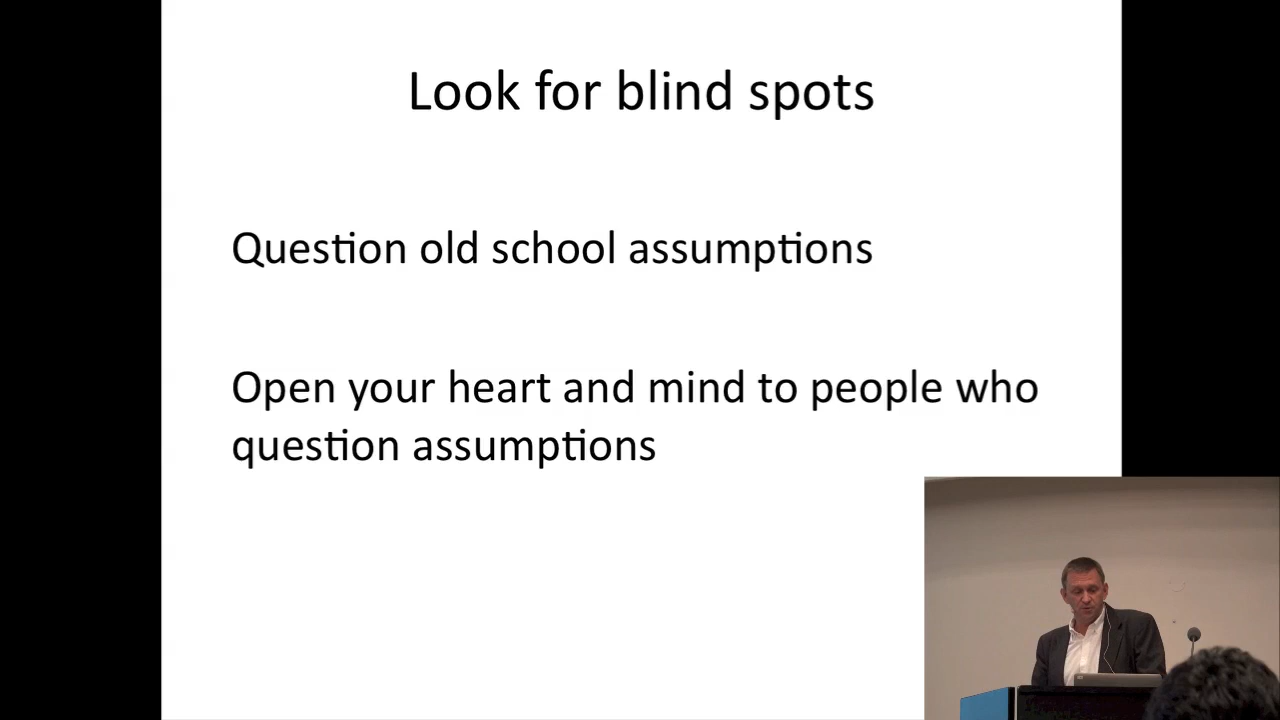 Look for blind spots
Question old school assumptions
Open your heart and mind to people who
question assumptions